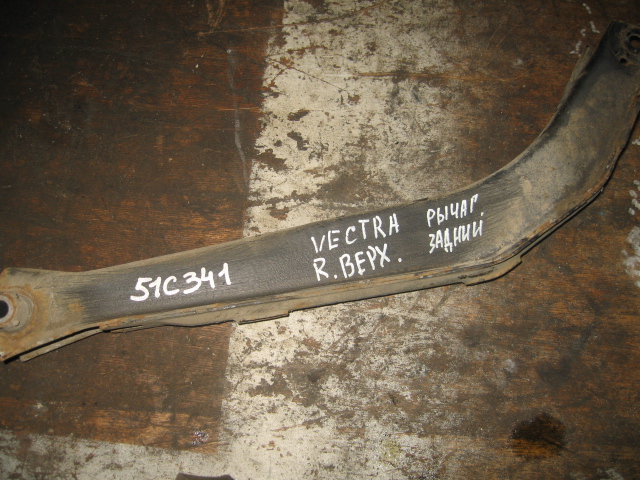 51C341
VECTRA
R.ВЕРХ.
РЫЧАГ.
ЗАДНИЙ